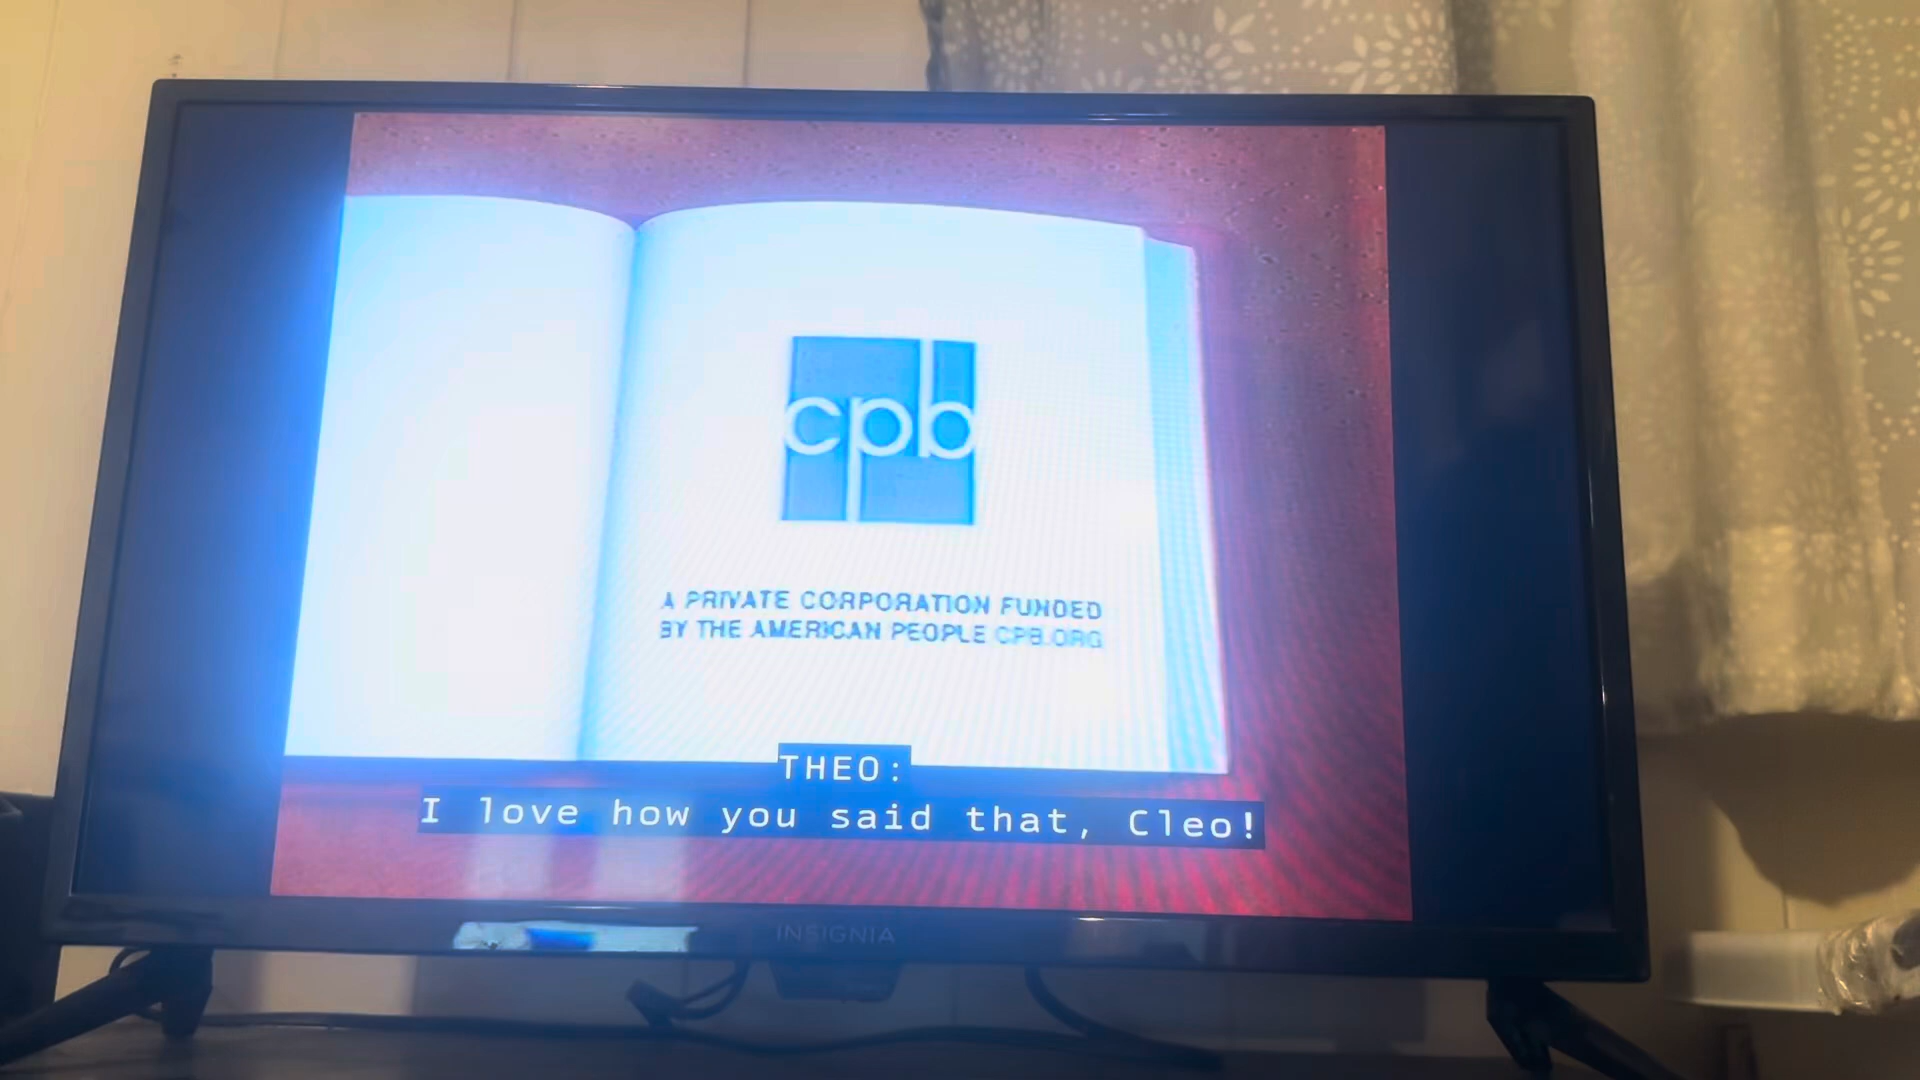 cpb
A PRIVATE CORPORATION FUNDED
BY THE AMERICAN PEOPLE CPB.ORG
THEO:
I love how you said that, Cleo!
INSIGNIA